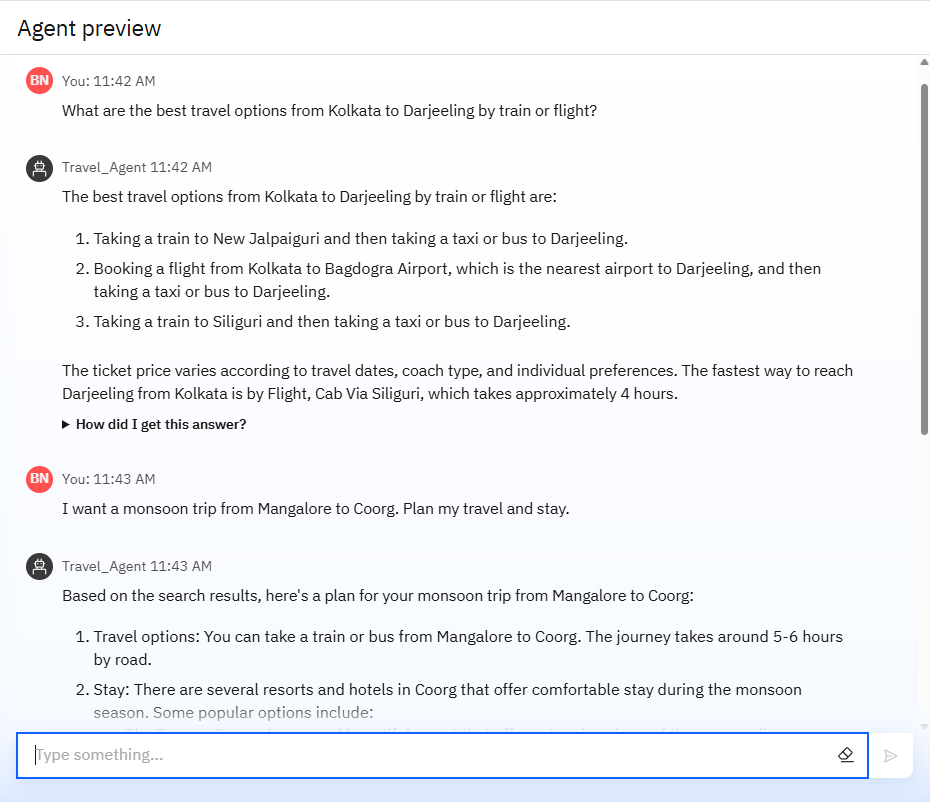 Agent preview
BN You: 11:42 AM
What are the best travel options from Kolkata to Darjeeling by train or flight?
Travel_Agent 11:42 AM
The best travel options from Kolkata to Darjeeling by train or flight are:
1. Taking a train to New Jalpaiguri and then taking a taxi or bus to Darjeeling.
2. Booking a flight from Kolkata to Bagdogra Airport, which is the nearest airport to Darjeeling, and then
taking a taxi or bus to Darjeeling.
3. Taking a train to Siliguri and then taking a taxi or bus to Darjeeling.
The ticket price varies according to travel dates, coach type, and individual preferences. The fastest way to reach
Darjeeling from Kolkata is by Flight, Cab Via Siliguri, which takes approximately 4 hours.
How did I get this answer?
BN You: 11:43 AM
I want a monsoon trip from Mangalore to Coorg. Plan my travel and stay.
Travel_Agent 11:43 AM
Based on the search results, here's a plan for your monsoon trip from Mangalore to Coorg:
1. Travel options: You can take a train or bus from Mangalore to Coorg. The journey takes around 5-6 hours
by road.
2. Stay: There are several resorts and hotels in Coorg that offer comfortable stay during the monsoon
season. Some popular options include:
Type something...